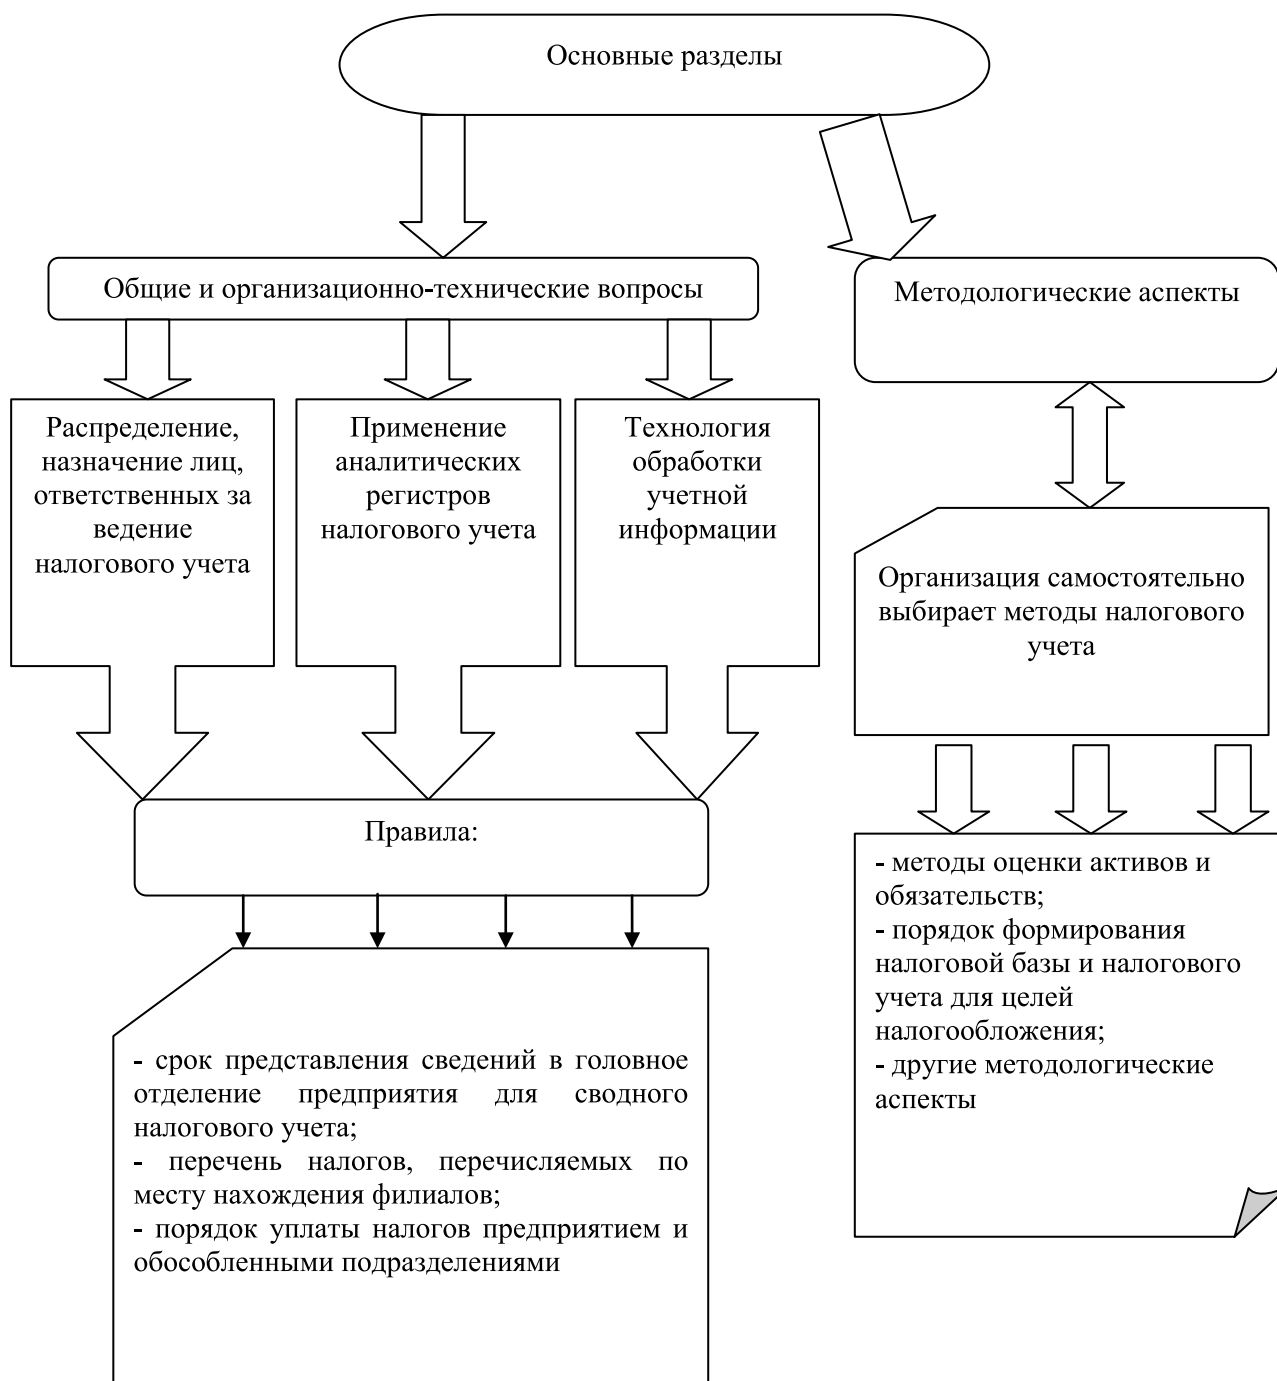 Основные разделы
Общие и организационно-технические вопросы
Методологические аспекты
Распределение,
назначение лиц,
ответственных за
ведение
налогового учета
Применение
аналитических
регистров
налогового учета
Технология
обработки
учетной
информации
Организация самостоятельно
выбирает методы налогового
учета
Правила:
- методы оценки активов и
обязательств;
- порядок формирования
налоговой базы и налогового
учета для целей
налогообложения;
- другие методологические
аспекты
- срок представления сведений в головное
отделение предприятия для сводного
налогового учета;
- перечень налогов, перечисляемых по
месту нахождения филиалов;
- порядок уплаты налогов предприятием и
обособленными подразделениями